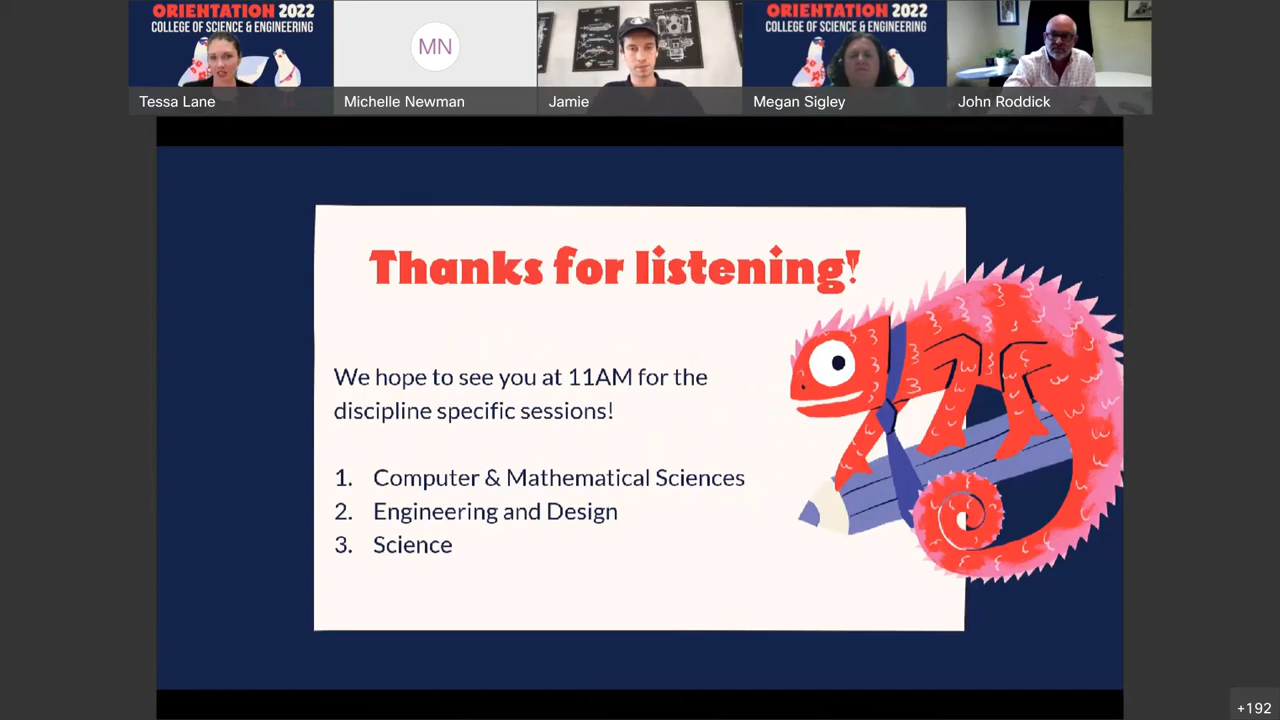 ORIENTATION 2022
COLLEGE OF SCIENCE & ENGINEERING
MN
ORIENTATION 2022
COLLEGE OF SCIENCE & ENGINEERING
Tessa Lane
Michelle Newman
Jamie
Megan Sigley
John Roddick
Thanks for listening!
We hope to see you at 11AM for the
discipline specific sessions!
1. Computer & Mathematical Sciences
2. Engineering and Design
3. Science
+192